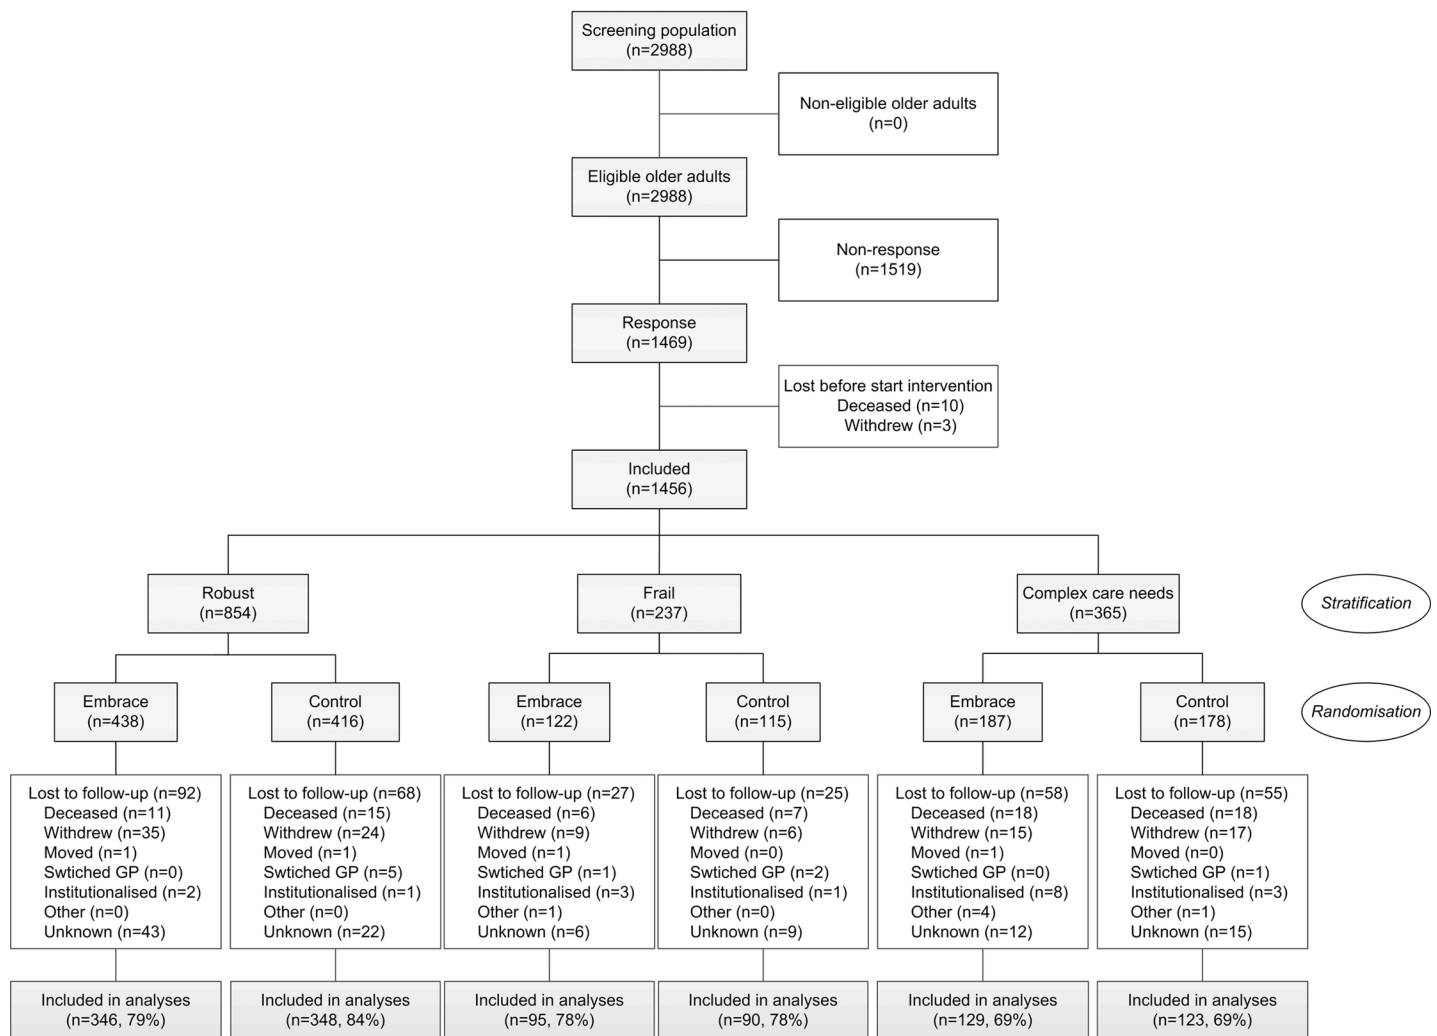 Screening population
(n=2988)
Non-eligible older adults
(n=0)
Eligible older adults
(n=2988)
Non-response
(n=1519)
Response
(n=1469)
Lost before start intervention
Deceased (n=10)
Withdrew (n=3)
Included
(n=1456)
Robust
(n=854)
Frail
(n=237)
Complex care needs
(n=365)
Stratification
Embrace
(n=438)
Control
(n=416)
Embrace
(n=122)
Control
(n=115)
Embrace
(n=187)
Control
(n=178)
Randomisation
Lost to follow-up (n=92)
Deceased (n=11)
Withdrew (n=35)
Moved (n=1)
Swtiched GP (n=0)
Institutionalised (n=2)
Other (n=0)
Unknown (n=43)
Lost to follow-up (n=68)
Deceased (n=15)
Withdrew (n=24)
Moved (n=1)
Swtiched GP (n=5)
Institutionalised (n=1)
Other (n=0)
Unknown (n=22)
Lost to follow-up (n=27)
Deceased (n=6)
Withdrew (n=9)
Moved (n=1)
Swtiched GP (n=1)
Institutionalised (n=3)
Other (n=1)
Unknown (n=6)
Lost to follow-up (n=25)
Deceased (n=7)
Withdrew (n=6)
Moved (n=0)
Swtiched GP (n=2)
Institutionalised (n=1)
Other (n=0)
Unknown (n=9)
Lost to follow-up (n=58)
Deceased (n=18)
Withdrew (n=15)
Moved (n=1)
Swtiched GP (n=0)
Institutionalised (n=8)
Other (n=4)
Unknown (n=12)
Lost to follow-up (n=55)
Deceased (n=18)
Withdrew (n=17)
Moved (n=0)
Swtiched GP (n=1)
Institutionalised (n=3)
Other (n=1)
Unknown (n=15)
Included in analyses
(n=346, 79%)
Included in analyses
(n=348, 84%)
Included in analyses
(n=95, 78%)
Included in analyses
(n=90, 78%)
Included in analyses
(n=129, 69%)
Included in analyses
(n=123, 69%)